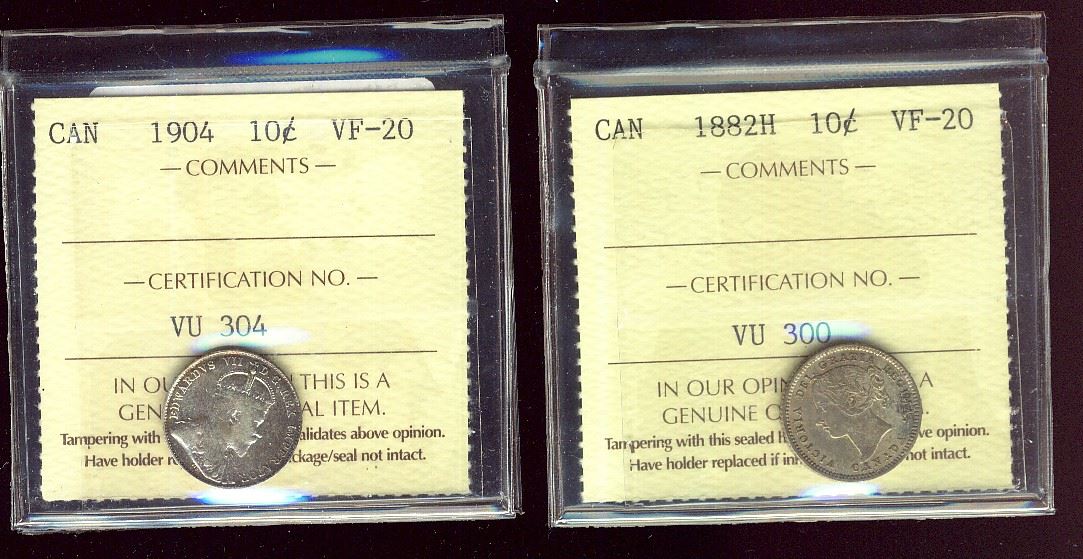 CAN 1904 10¢ VF-20
— COMMENTS —
— CERTIFICATION NO. —
VU 304
IN OU THIS IS A
GEN AL ITEM.
Tampering with alidates above opinion.
Have holder r ckage/seal not intact.
EDWARDVS VII D
CAN 1882H 10¢ VF-20
— COMMENTS —
— CERTIFICATION NO. —
VU 300
IN OUR OPIN A
GENUINE
Tampering with this sealed ve opinion.
Have holder replaced if in not intact.
VICTORIA
CANADA